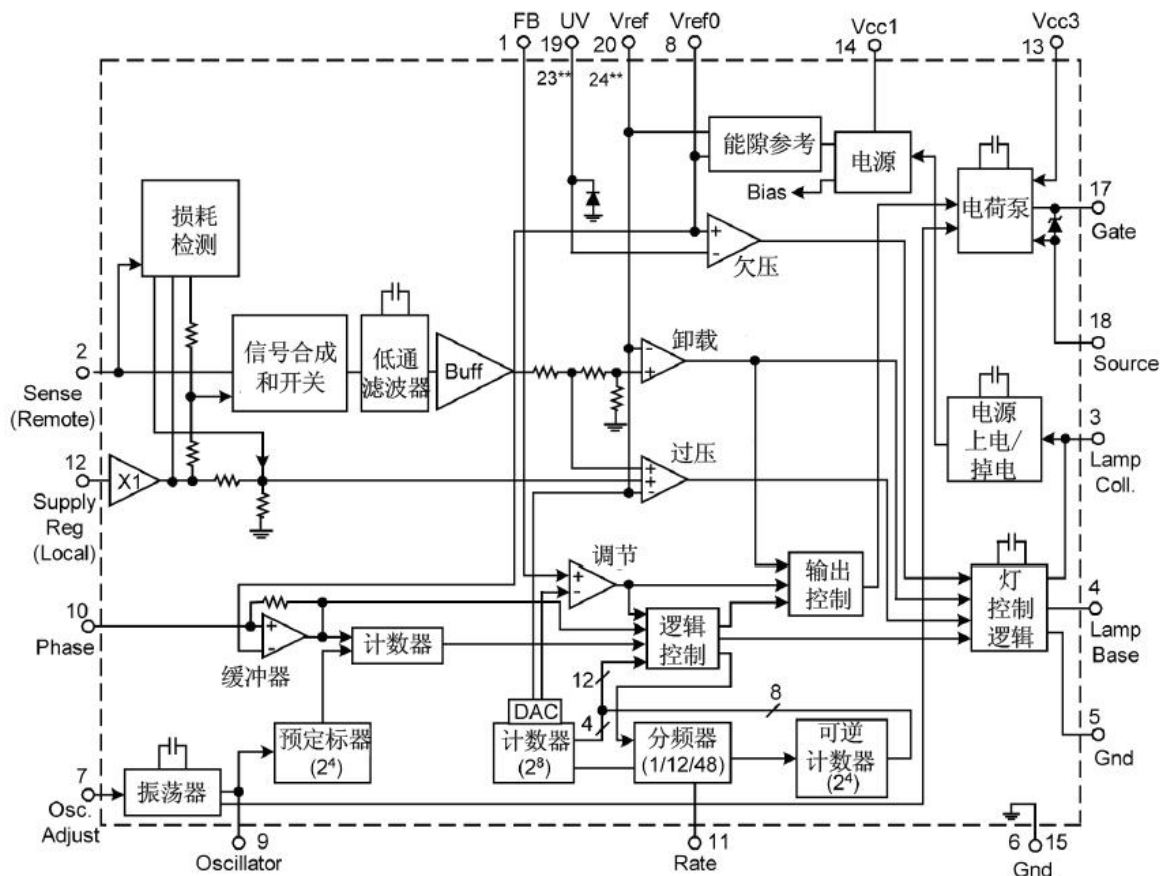 FB
UV
Vref
Vref0
Vcc1
Vcc3
1
19
20
8
14
13
23**
24**
能隙参考
电源
Bias
电荷泵
17
Gate
损耗
检测
+
-
欠压
18
Source
2
Sense
(Remote)
信号合成
和开关
低通
滤波器
Buff
-
+
卸载
电源
上电/
掉电
3
Lamp
Coll.
12
Supply
Reg
(Local)
X1
+
+
-
过压
调节
+
-
输出
控制
灯
控制
逻辑
4
Lamp
Base
10
Phase
+
-
缓冲器
计数器
逻辑
控制
12
8
4
5
Gnd
DAC
计数器
(2⁸)
预定标器
(2⁴)
分频器
(1/12/48)
可逆
计数器
(2⁴)
7
Osc.
Adjust
振荡器
9
Oscillator
11
Rate
6
15
Gnd